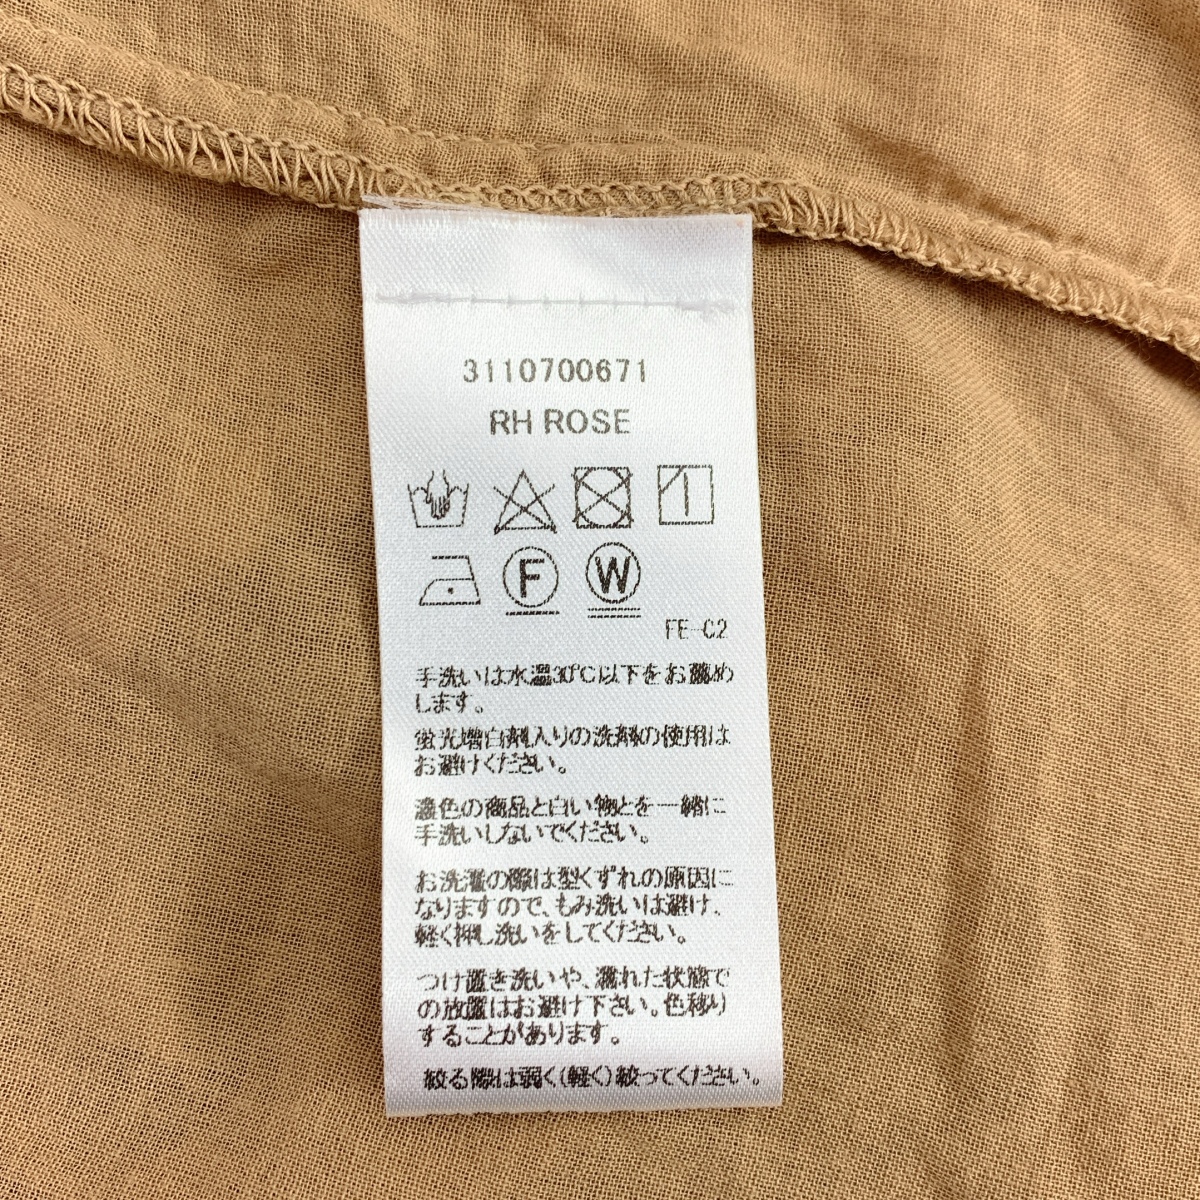 3110700671
RH ROSE
F W
FE-C2
手洗いは水温30℃以下をお薦め
します。
蛍光増白剤入りの洗剤の使用は
お避けください。
濃色の商品と白い物とを一緒に
手洗いしないでください。
お洗濯の際は型くずれの原因に
なりますので、もみ洗いは避け、
軽く押し洗いをしてください。
つけ置き洗いや、濡れた状態で
の放置はお避け下さい。色移り
することがあります。
絞る際は弱く(軽く)絞ってください。